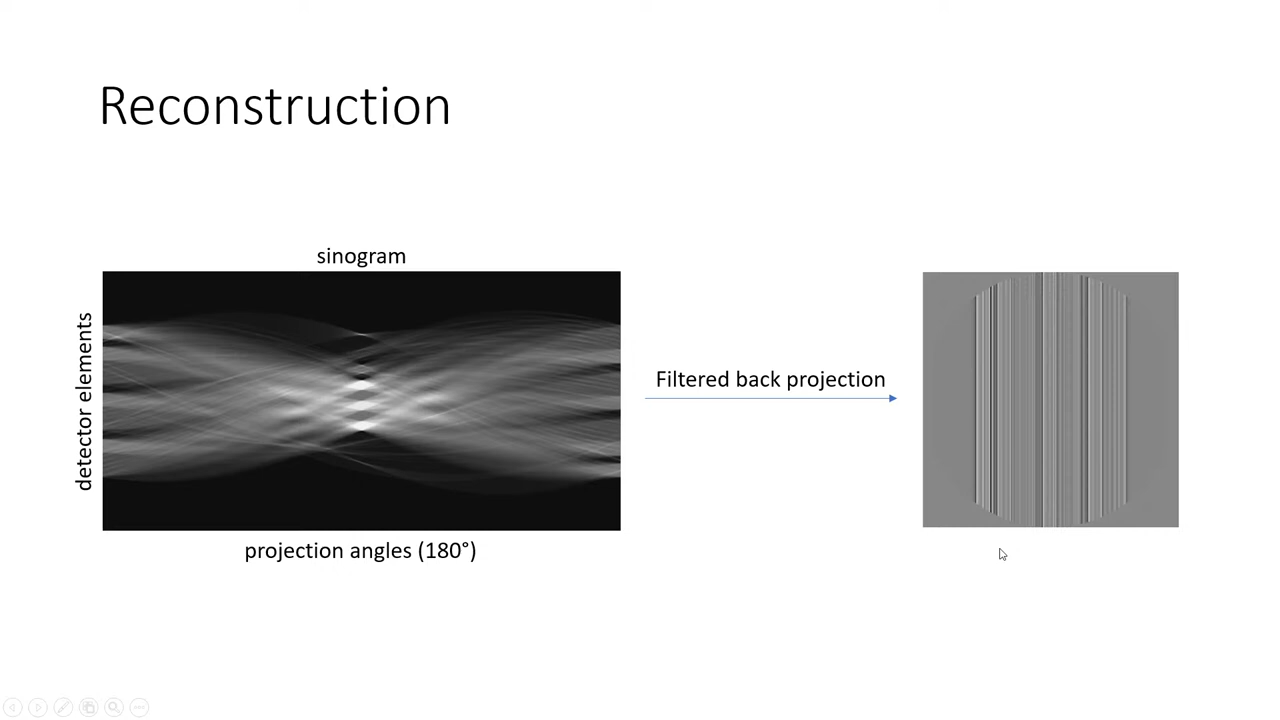 Reconstruction
sinogram
detector elements
projection angles (180°)
Filtered back projection